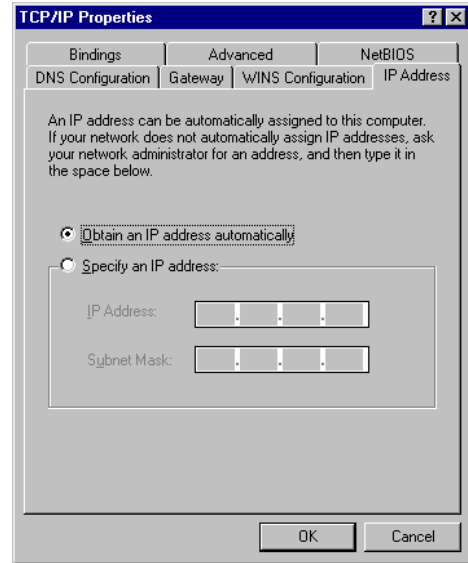 TCP/IP Properties
Bindings
Advanced
NetBIOS
DNS Configuration
Gateway
WINS Configuration
IP Address
An IP address can be automatically assigned to this computer.
If your network does not automatically assign IP addresses, ask
your network administrator for an address, and then type it in
the space below.
Obtain an IP address automatically
Specify an IP address:
IP Address:
. . .
Subnet Mask:
. . .
OK
Cancel